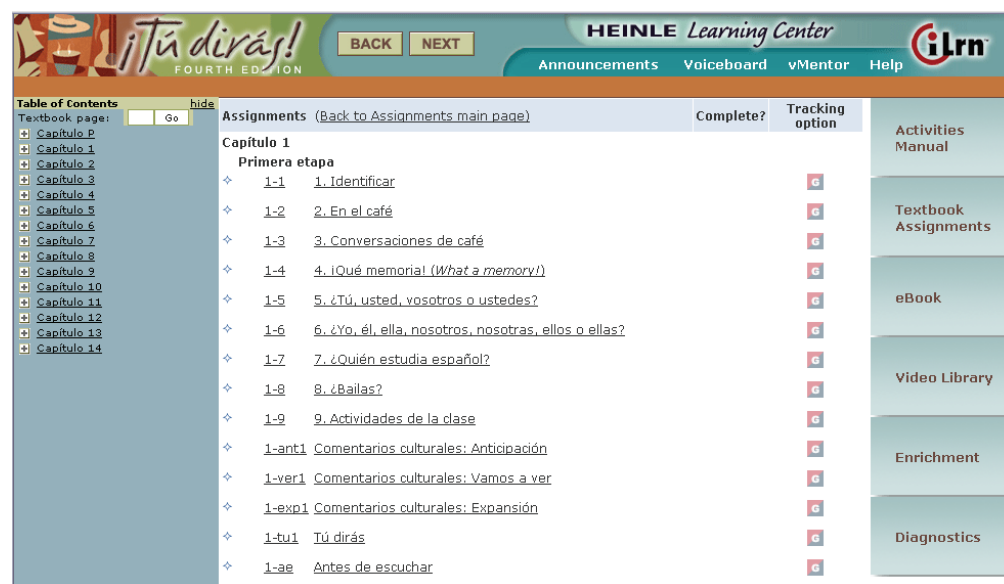 ¡Tú dirás!
FOURTH EDITION
BACK NEXT
HEINLE Learning Center
iLrn
Announcements Voiceboard vMentor Help
Table of Contents hide
Textbook page: Go
Capítulo P
Capítulo 1
Capítulo 2
Capítulo 3
Capítulo 4
Capítulo 5
Capítulo 6
Capítulo 7
Capítulo 8
Capítulo 9
Capítulo 10
Capítulo 11
Capítulo 12
Capítulo 13
Capítulo 14
Assignments (Back to Assignments main page) Complete? Tracking option
Capítulo 1
Primera etapa
1-1 1. Identificar G
1-2 2. En el café G
1-3 3. Conversaciones de café G
1-4 4. ¡Qué memoria! (What a memory!) G
1-5 5. ¿Tú, usted, vosotros o ustedes? G
1-6 6. ¿Yo, él, ella, nosotros, nosotras, ellos o ellas? G
1-7 7. ¿Quién estudia español? G
1-8 8. ¿Bailas? G
1-9 9. Actividades de la clase G
1-ant1 Comentarios culturales: Anticipación G
1-ver1 Comentarios culturales: Vamos a ver G
1-exp1 Comentarios culturales: Expansión G
1-tu1 Tú dirás G
1-ae Antes de escuchar G
Activities
Manual
Textbook
Assignments
eBook
Video Library
Enrichment
Diagnostics